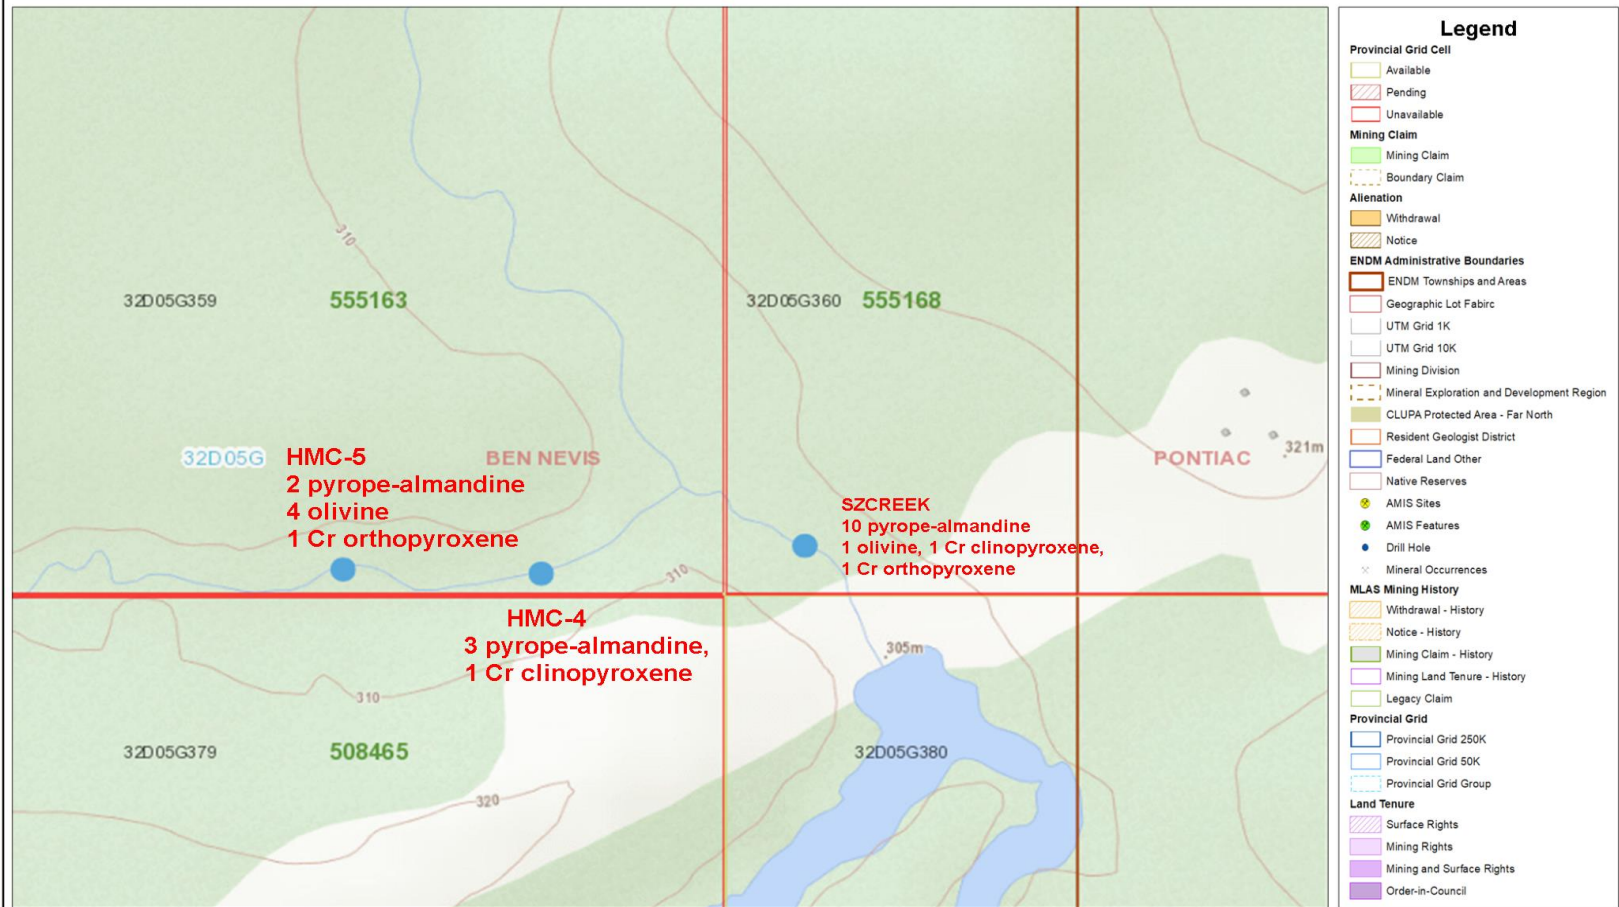 310
32D05G359
555163
32D05G360
555168
32D05G
HMC-5
BEN NEVIS
2 pyrope-almandine
4 olivine
1 Cr orthopyroxene
PONTIAC
321m
SZCREEK
10 pyrope-almandine
1 olivine, 1 Cr clinopyroxene,
1 Cr orthopyroxene
310
HMC-4
3 pyrope-almandine,
1 Cr clinopyroxene
305m
310
32D05G379
508465
32D05G380
320
Legend
Provincial Grid Cell
Available
Pending
Unavailable
Mining Claim
Mining Claim
Boundary Claim
Alienation
Withdrawal
Notice
ENDM Administrative Boundaries
ENDM Townships and Areas
Geographic Lot Fabirc
UTM Grid 1K
UTM Grid 10K
Mining Division
Mineral Exploration and Development Region
CLUPA Protected Area - Far North
Resident Geologist District
Federal Land Other
Native Reserves
AMIS Sites
AMIS Features
Drill Hole
Mineral Occurrences
MLAS Mining History
Withdrawal - History
Notice - History
Mining Claim - History
Mining Land Tenure - History
Legacy Claim
Provincial Grid
Provincial Grid 250K
Provincial Grid 50K
Provincial Grid Group
Land Tenure
Surface Rights
Mining Rights
Mining and Surface Rights
Order-in-Council